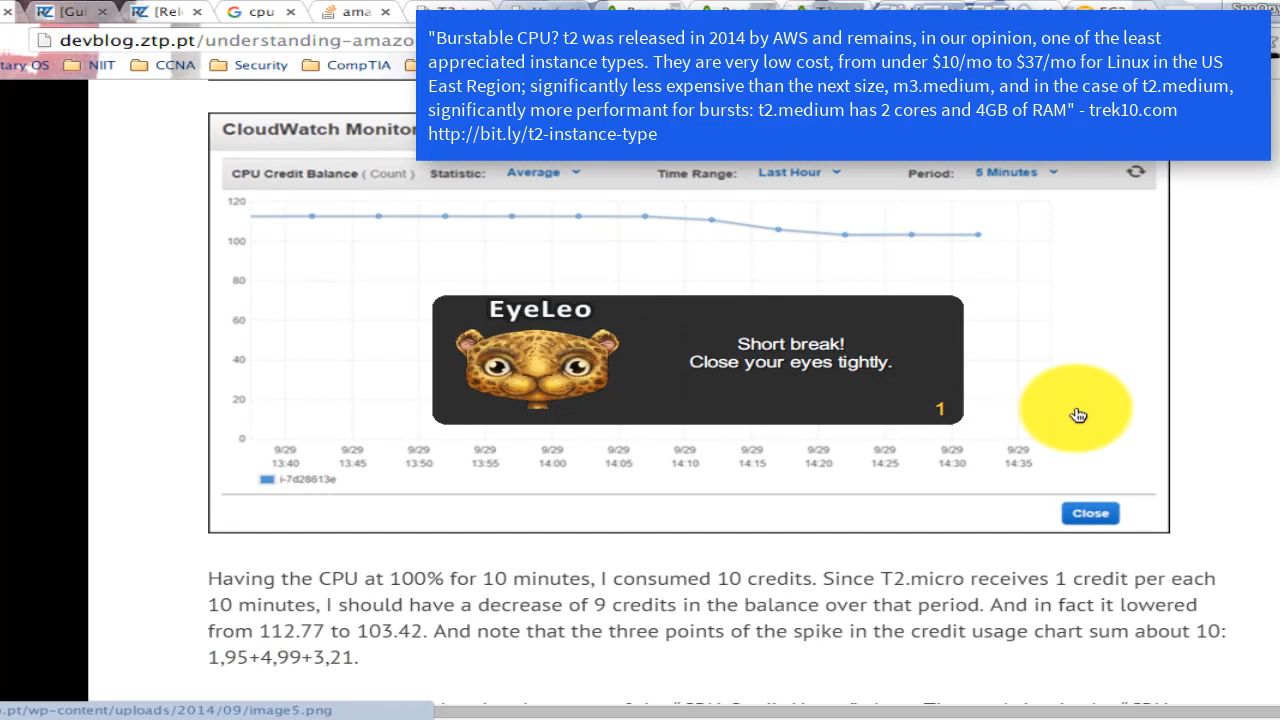 [Gui
[Rel
cpu
ama
devblog.ztp.pt/understanding-amazo
tary OS NIIT CCNA Security CompTIA
"Burstable CPU? t2 was released in 2014 by AWS and remains, in our opinion, one of the least
appreciated instance types. They are very low cost, from under $10/mo to $37/mo for Linux in the US
East Region; significantly less expensive than the next size, m3.medium, and in the case of t2.medium,
significantly more performant for bursts: t2.medium has 2 cores and 4GB of RAM" - trek10.com
http://bit.ly/t2-instance-type
CloudWatch Monitor
CPU Credit Balance ( Count ) Statistic: Average Time Range: Last Hour Period: 5 Minutes
120
100
80
60
40
20
0
EyeLeo
Short break!
Close your eyes tightly.
1
9/29 9/29 9/29 9/29 9/29 9/29 9/29 9/29 9/29 9/29 9/29 9/29
13:40 13:45 13:50 13:55 14:00 14:05 14:10 14:15 14:20 14:25 14:30 14:35
i-7d28613e
Close
Having the CPU at 100% for 10 minutes, I consumed 10 credits. Since T2.micro receives 1 credit per each
10 minutes, I should have a decrease of 9 credits in the balance over that period. And in fact it lowered
from 112.77 to 103.42. And note that the three points of the spike in the credit usage chart sum about 10:
1,95+4,99+3,21.
.pt/wp-content/uploads/2014/09/image5.png